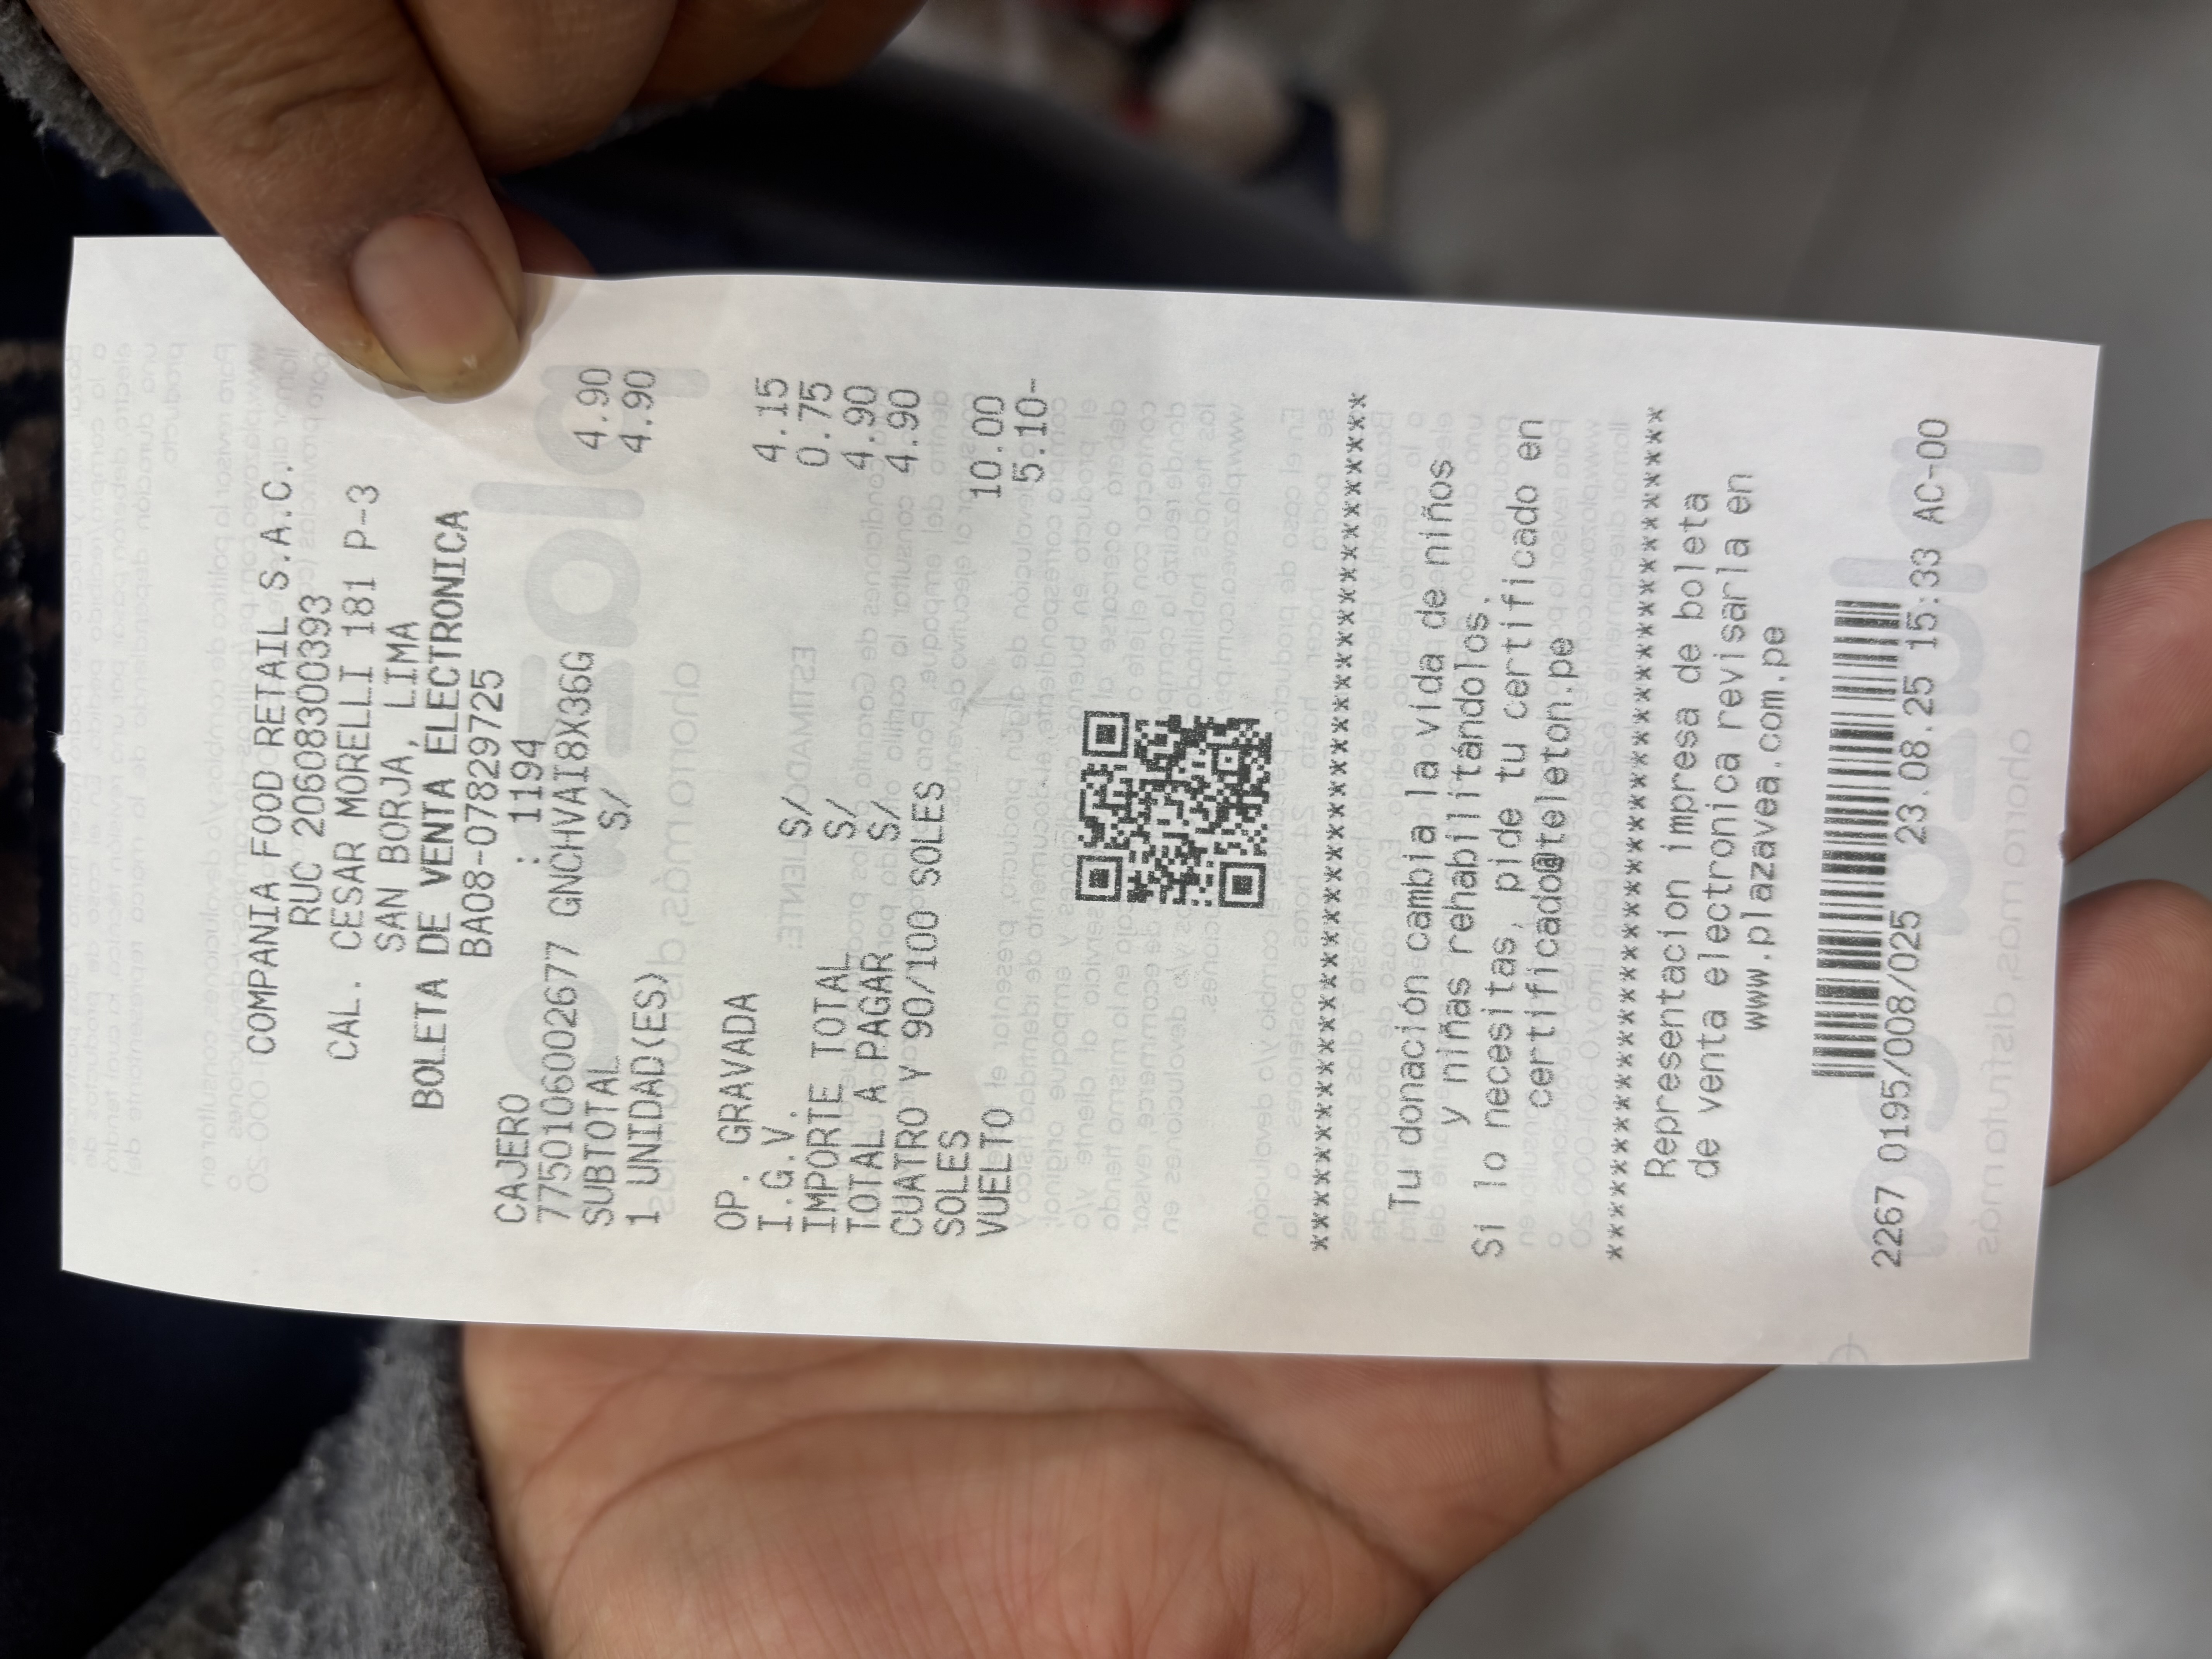 COMPANIA FOOD RETAIL S.A.C.
RUC 20608300393
CAL. CESAR MORELLI 181 P-3
SAN BORJA, LIMA
BOLETA DE VENTA ELECTRONICA
BA08-07829725
CAJERO : 1194
7750106002677 GNCHVAI8X36G 4.90
SUBTOTAL S/ 4.90
1 UNIDAD(ES)
OP. GRAVADA 4.15
I.G.V. S/ 0.75
IMPORTE TOTAL S/ 4.90
TOTAL A PAGAR S/ 4.90
CUATRO Y 90/100 SOLES
SOLES 10.00
VUELTO 5.10-
***************************************
Tu donación cambia la vida de niños
y niñas rehabilitándolos.
Si lo necesitas, pide tu certificado en
certificado@teleton.pe
***************************************
Representacion impresa de boleta
de venta electronica revisarla en
www.plazavea.com.pe
2267 0195/008/025 23.08.25 15:33 AC-00